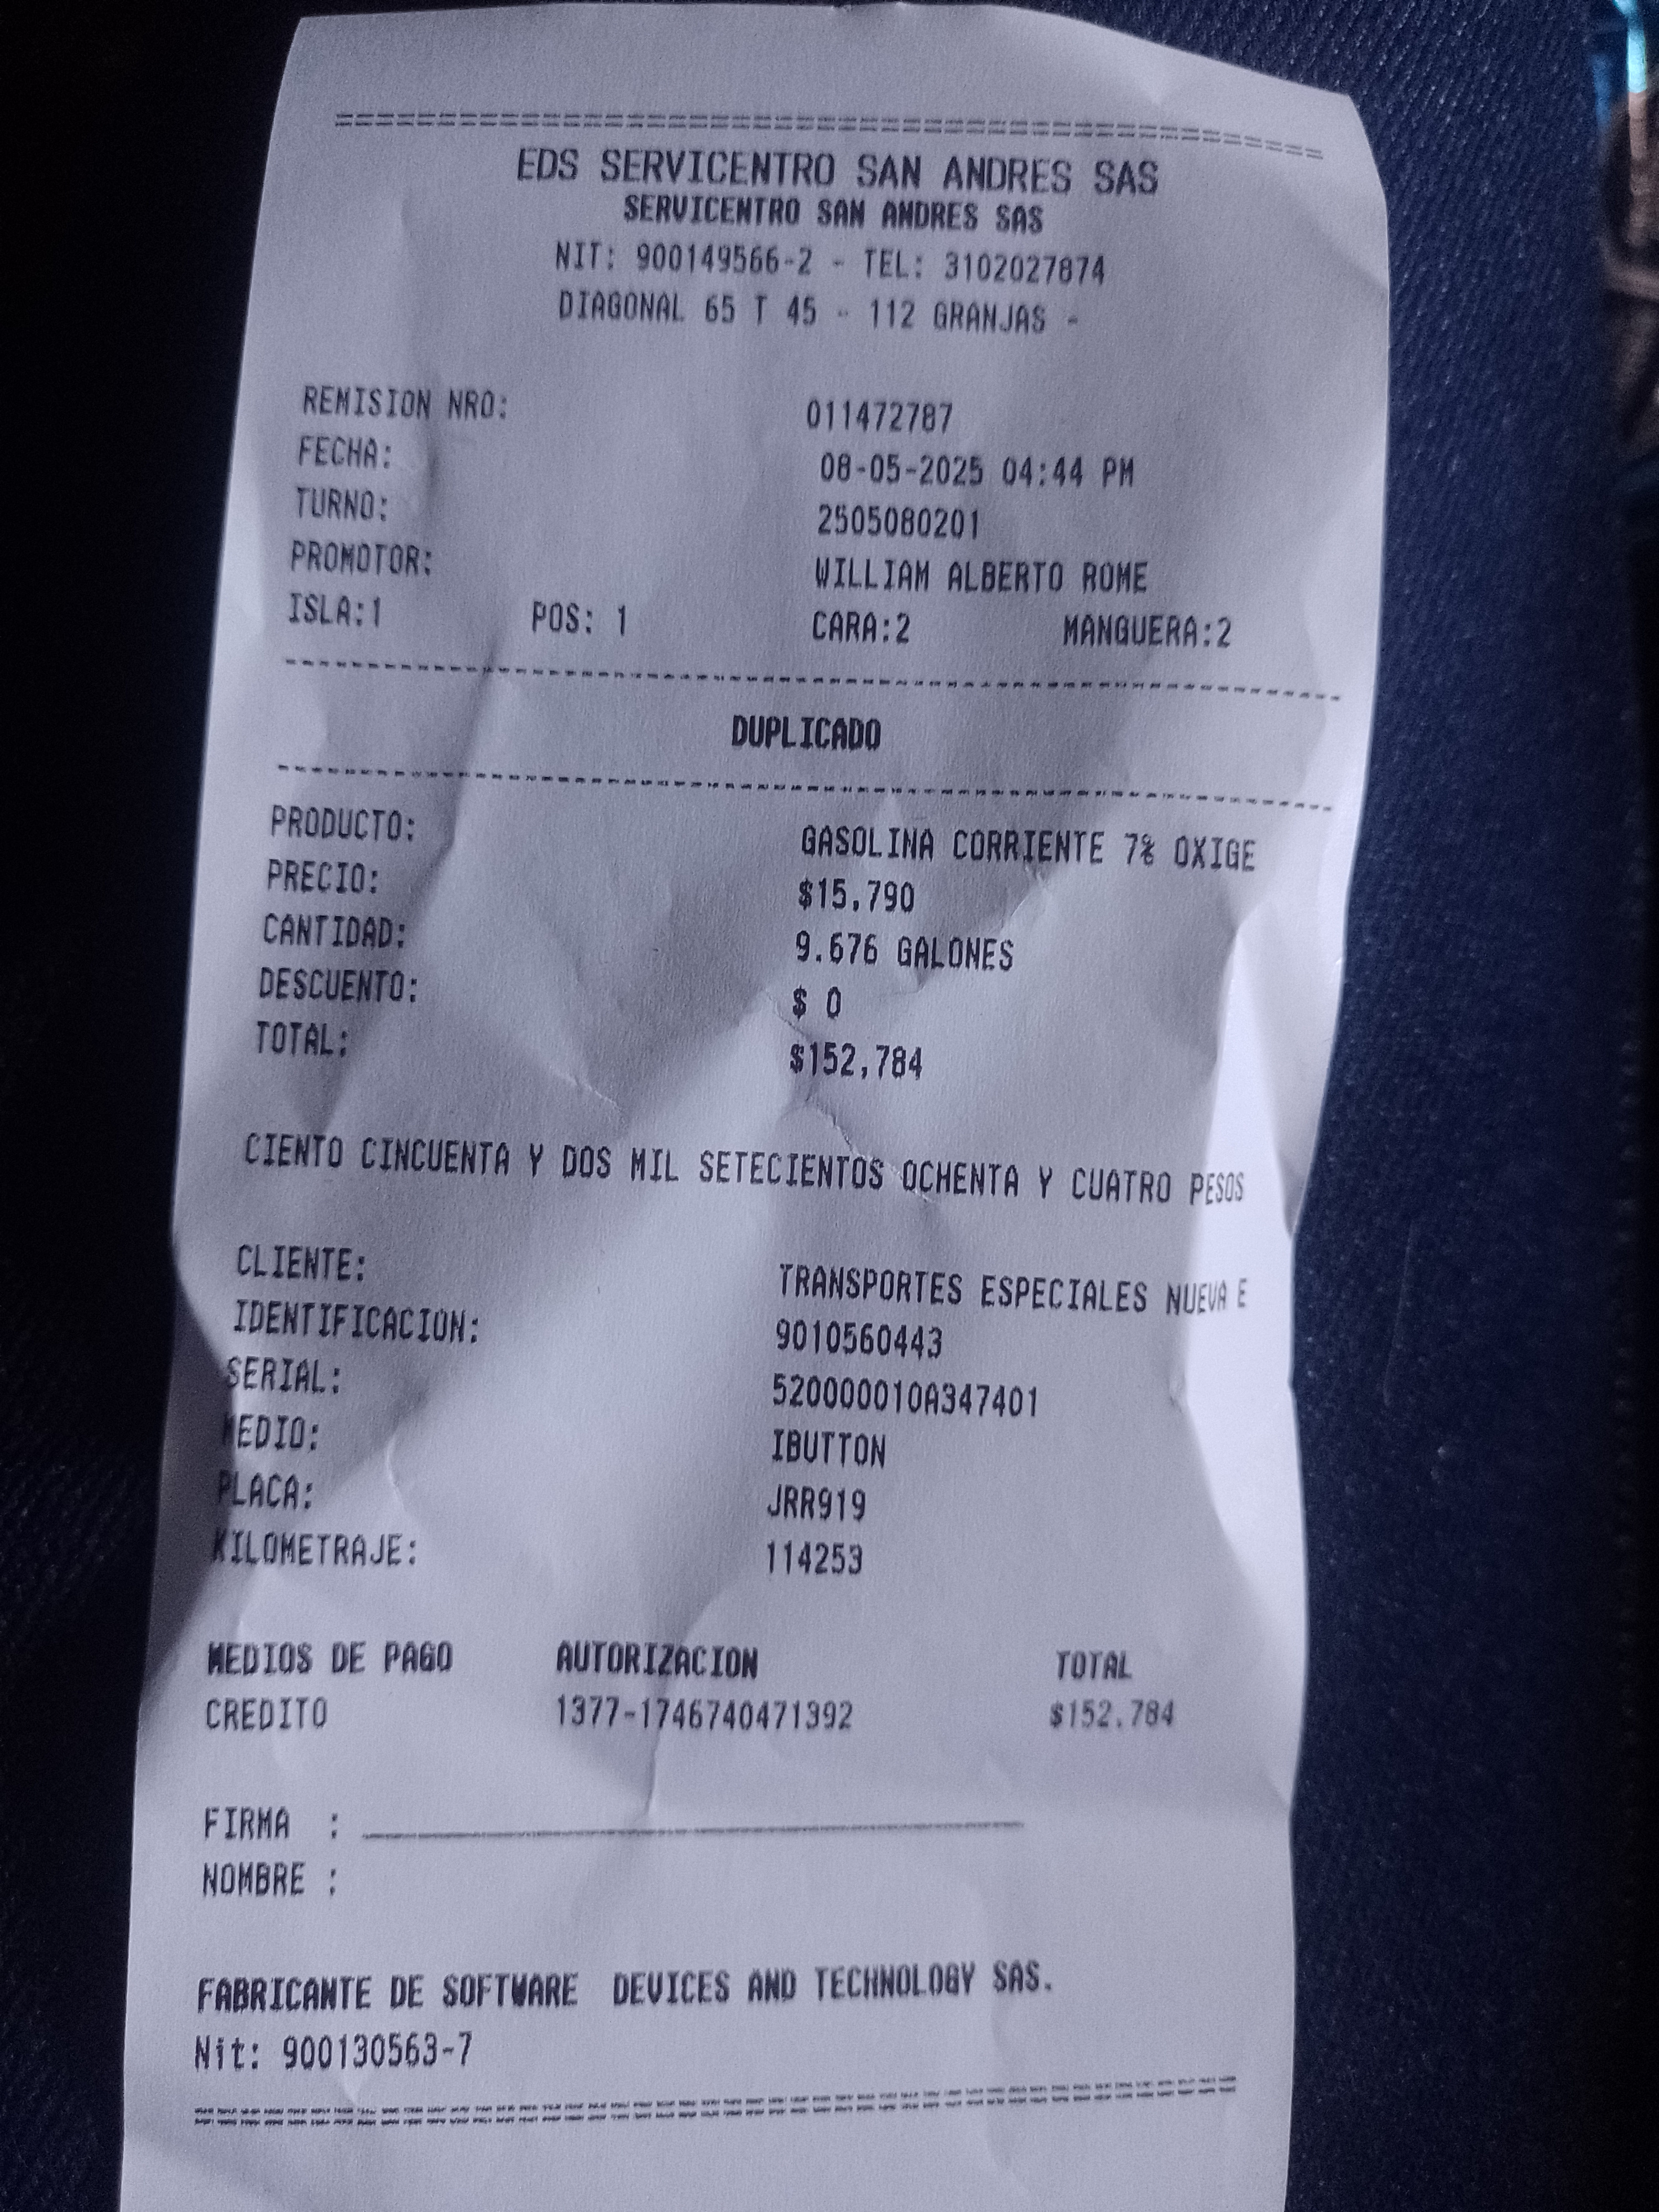 EDS SERVICENTRO SAN ANDRES SAS
SERVICENTRO SAN ANDRES SAS
NIT: 900149566-2 - TEL: 3102027874
DIAGONAL 65 T 45 - 112 GRANJAS -
REMISION NRO: 011472787
FECHA: 08-05-2025 04:44 PM
TURNO: 2505080201
PROMOTOR: WILLIAM ALBERTO ROME
ISLA:1 POS: 1 CARA:2 MANGUERA:2
DUPLICADO
PRODUCTO: GASOLINA CORRIENTE 7% OXIGE
PRECIO: $15,790
CANTIDAD: 9.676 GALONES
DESCUENTO: $ 0
TOTAL: $152,784
CIENTO CINCUENTA Y DOS MIL SETECIENTOS OCHENTA Y CUATRO PESOS
CLIENTE: TRANSPORTES ESPECIALES NUEVA E
IDENTIFICACION: 9010560443
SERIAL: 520000010A347401
MEDIO: IBUTTON
PLACA: JRR919
KILOMETRAJE: 114253
MEDIOS DE PAGO AUTORIZACION TOTAL
CREDITO 1377-1746740471392 $152,784
FIRMA :
NOMBRE :
FABRICANTE DE SOFTWARE DEVICES AND TECHNOLOGY SAS.
Nit: 900130563-7